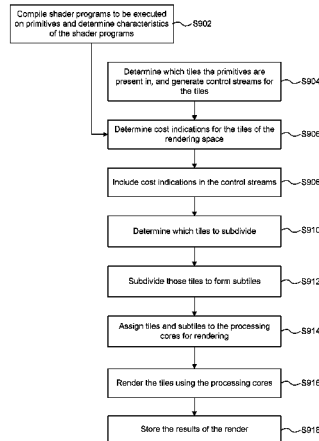 Compile shader programs to be executed
on primitives and determine characteristics
of the shader programs
S902
Determine which tiles the primitives are
present in, and generate control streams for
the tiles
S904
Determine cost indications for the tiles of the
rendering space
S906
Include cost indications in the control streams
S908
Determine which tiles to subdivide
S910
Subdivide those tiles to form subtiles
S912
Assign tiles and subtiles to the processing
cores for rendering
S914
Render the tiles using the processing cores
S916
Store the results of the render
S918